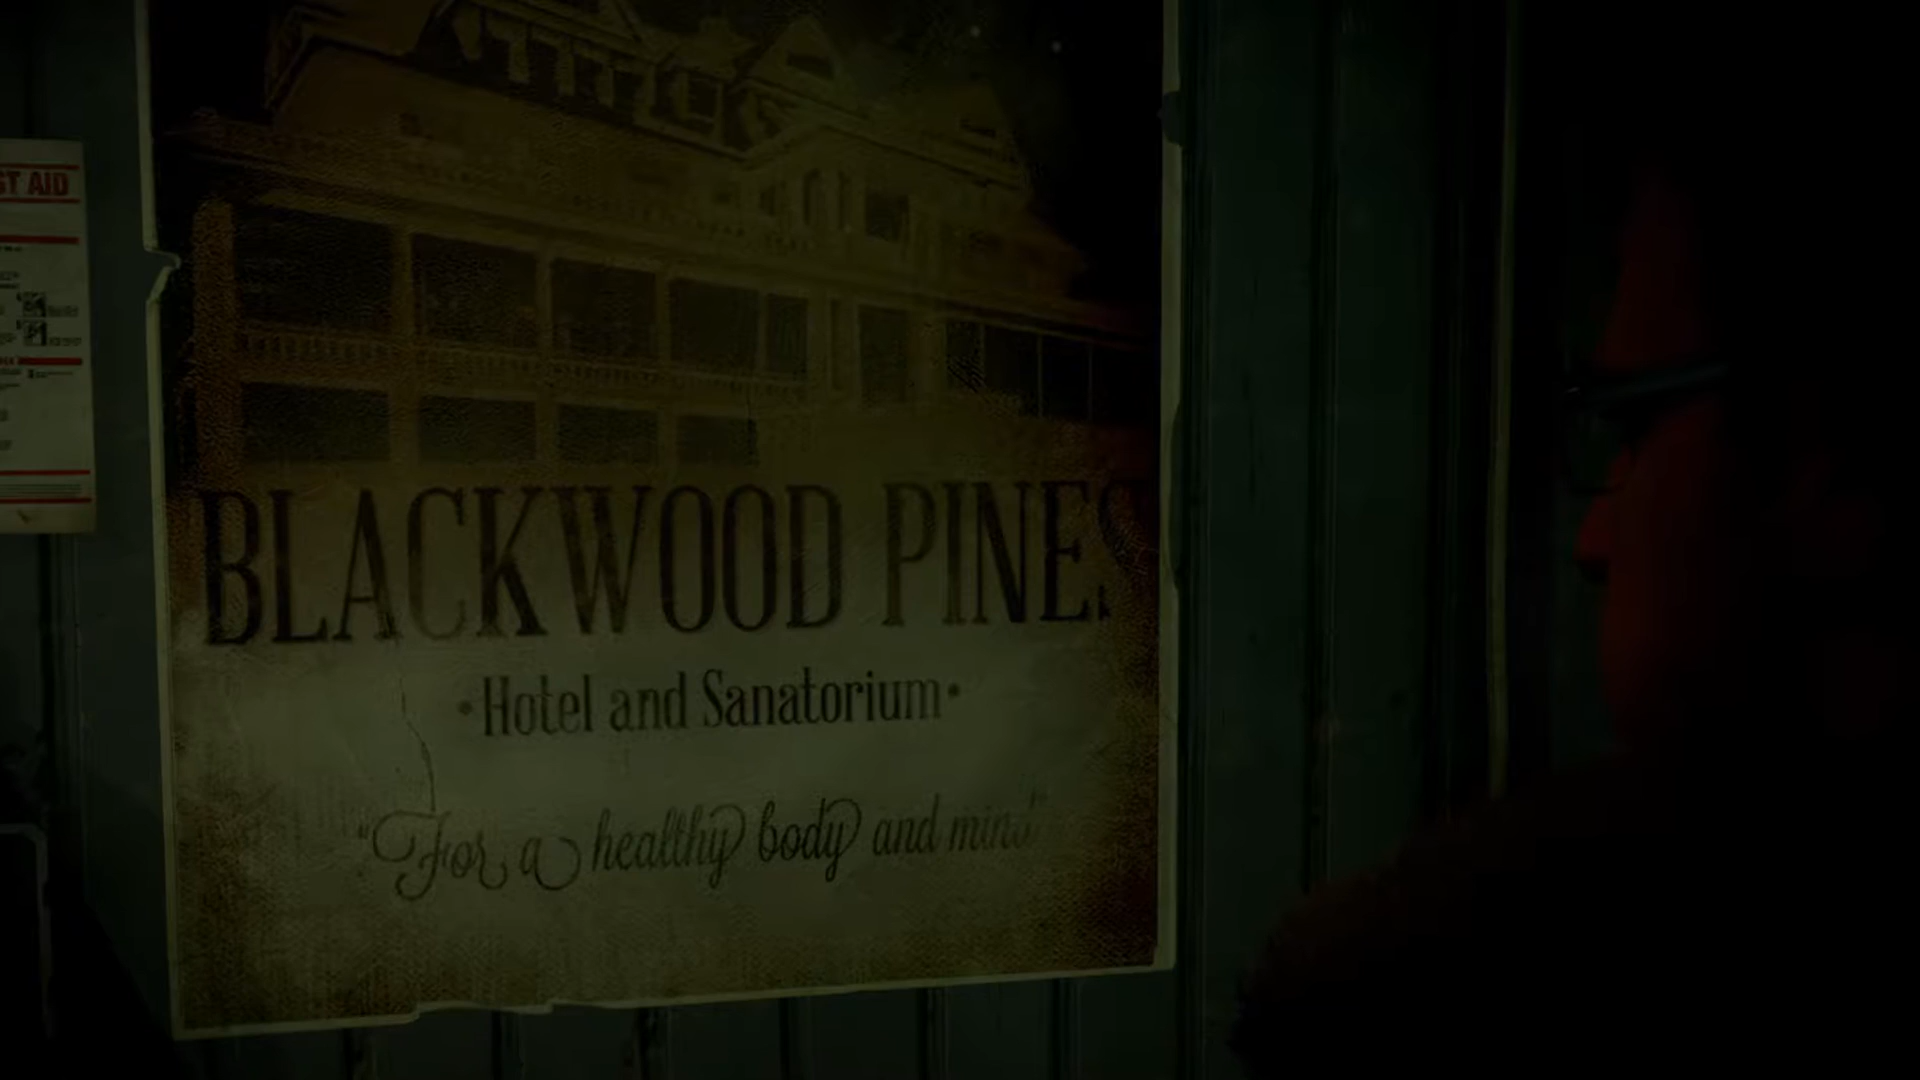 ST AID
BLACKWOOD PINES
•Hotel and Sanatorium•
"For a healthy body and mind"